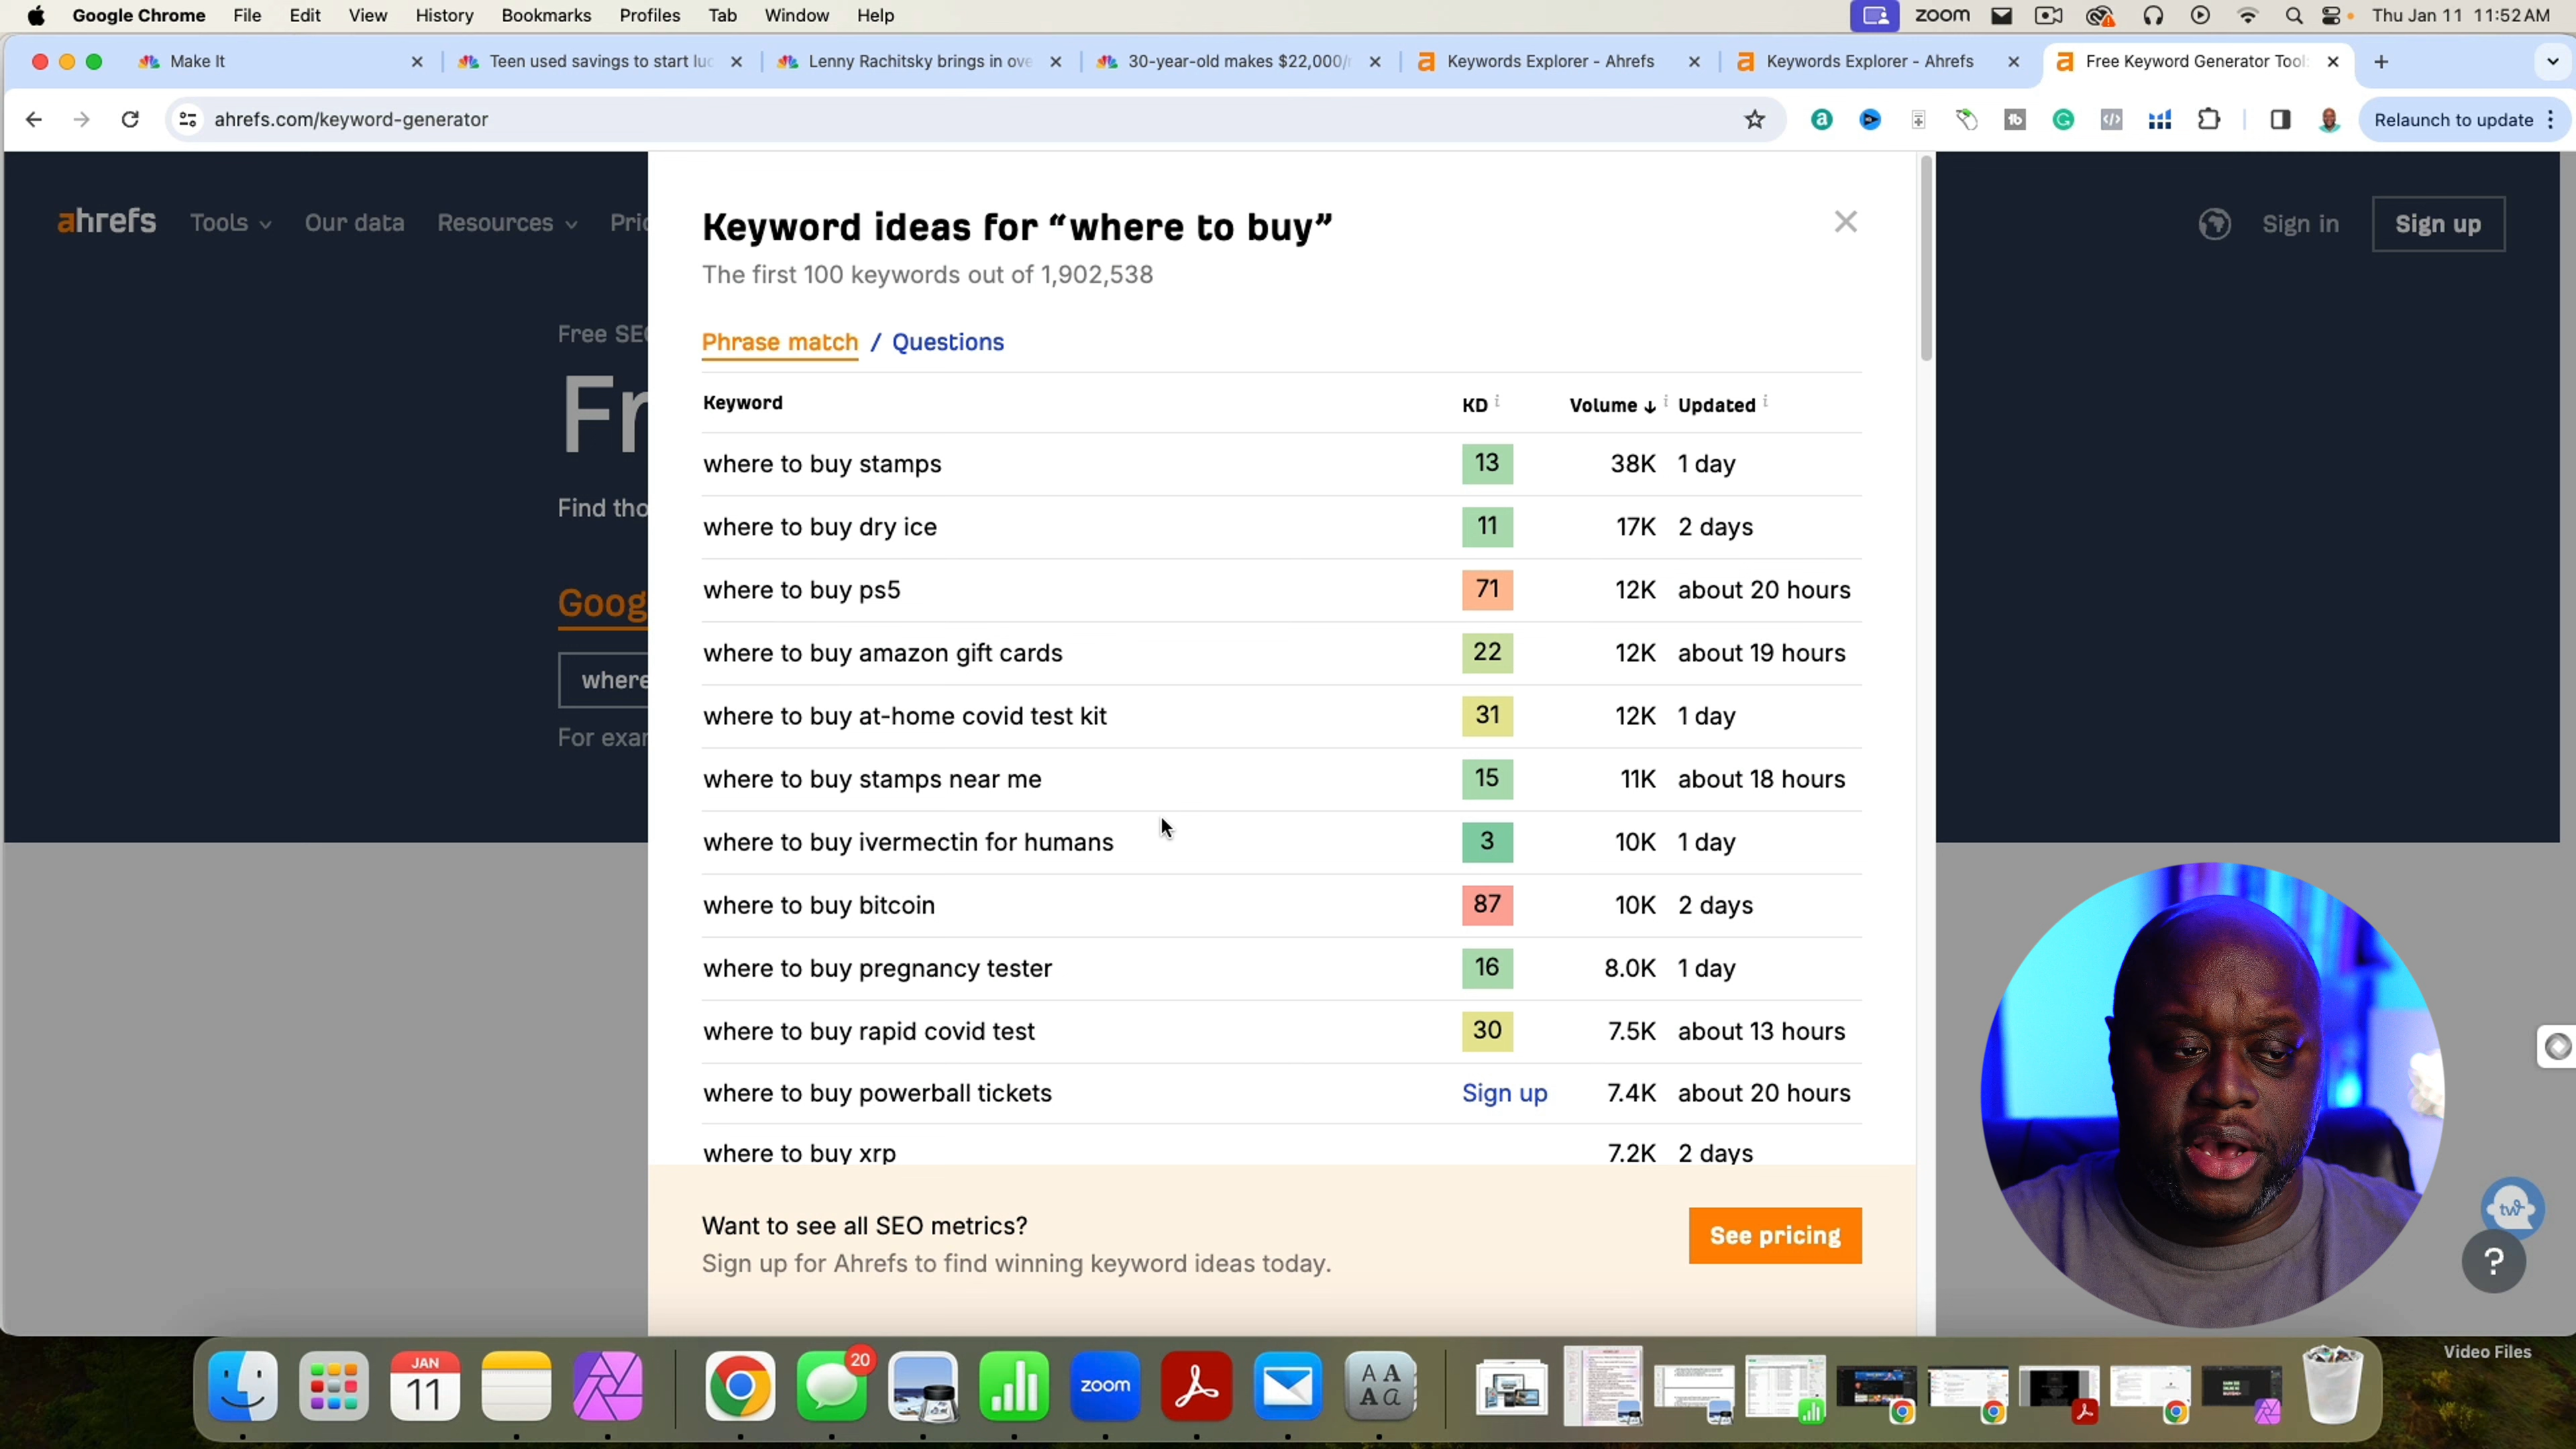 Google Chrome File Edit View History Bookmarks Profiles Tab Window Help zoom Thu Jan 11 11:52 AM
Make It Teen used savings to start luc Lenny Rachitsky brings in ove 30-year-old makes $22,000/ Keywords Explorer - Ahrefs Keywords Explorer - Ahrefs Free Keyword Generator Tool:
ahrefs.com/keyword-generator Relaunch to update
ahrefs Tools Our data Resources Pric Sign in Sign up
Keyword ideas for “where to buy”
The first 100 keywords out of 1,902,538
Free SEO
Phrase match / Questions
Fr
Keyword KD i Volume ↓ i Updated i
where to buy stamps 13 38K 1 day
Find tho
where to buy dry ice 11 17K 2 days
where to buy ps5 71 12K about 20 hours
Goog
where to buy amazon gift cards 22 12K about 19 hours
where
where to buy at-home covid test kit 31 12K 1 day
For exar
where to buy stamps near me 15 11K about 18 hours
where to buy ivermectin for humans 3 10K 1 day
where to buy bitcoin 87 10K 2 days
where to buy pregnancy tester 16 8.0K 1 day
where to buy rapid covid test 30 7.5K about 13 hours
where to buy powerball tickets Sign up 7.4K about 20 hours
where to buy xrp 7.2K 2 days
Want to see all SEO metrics?
Sign up for Ahrefs to find winning keyword ideas today.
See pricing
tw
?
Video Files
JAN
11
20
zoom
A A
A a